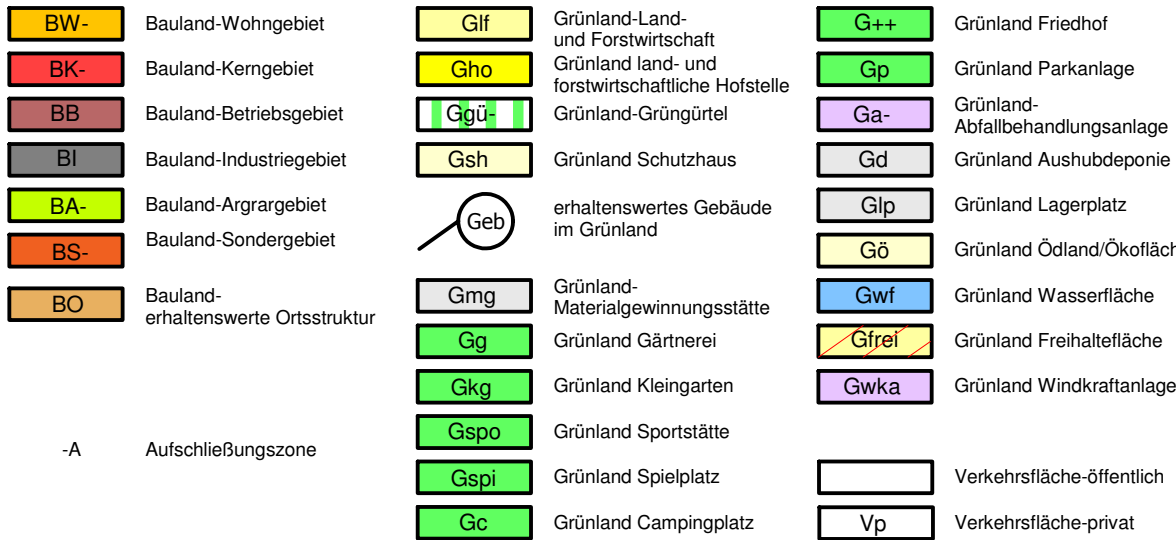 BW-
Bauland-Wohngebiet
BK-
Bauland-Kerngebiet
BB
Bauland-Betriebsgebiet
BI
Bauland-Industriegebiet
BA-
Bauland-Argrargebiet
BS-
Bauland-Sondergebiet
BO
Bauland-
erhaltenswerte Ortsstruktur
-A
Aufschließungszone
Glf
Grünland-Land-
und Forstwirtschaft
Gho
Grünland land- und
forstwirtschaftliche Hofstelle
Ggü-
Grünland-Grüngürtel
Gsh
Grünland Schutzhaus
Geb
erhaltenswertes Gebäude
im Grünland
Gmg
Grünland-
Materialgewinnungsstätte
Gg
Grünland Gärtnerei
Gkg
Grünland Kleingarten
Gspo
Grünland Sportstätte
Gspi
Grünland Spielplatz
Gc
Grünland Campingplatz
G++
Grünland Friedhof
Gp
Grünland Parkanlage
Ga-
Grünland-
Abfallbehandlungsanlage
Gd
Grünland Aushubdeponie
Glp
Grünland Lagerplatz
Gö
Grünland Ödland/Ökofläch
Gwf
Grünland Wasserfläche
Gfrei
Grünland Freihaltefläche
Gwka
Grünland Windkraftanlage
Verkehrsfläche-öffentlich
Vp
Verkehrsfläche-privat